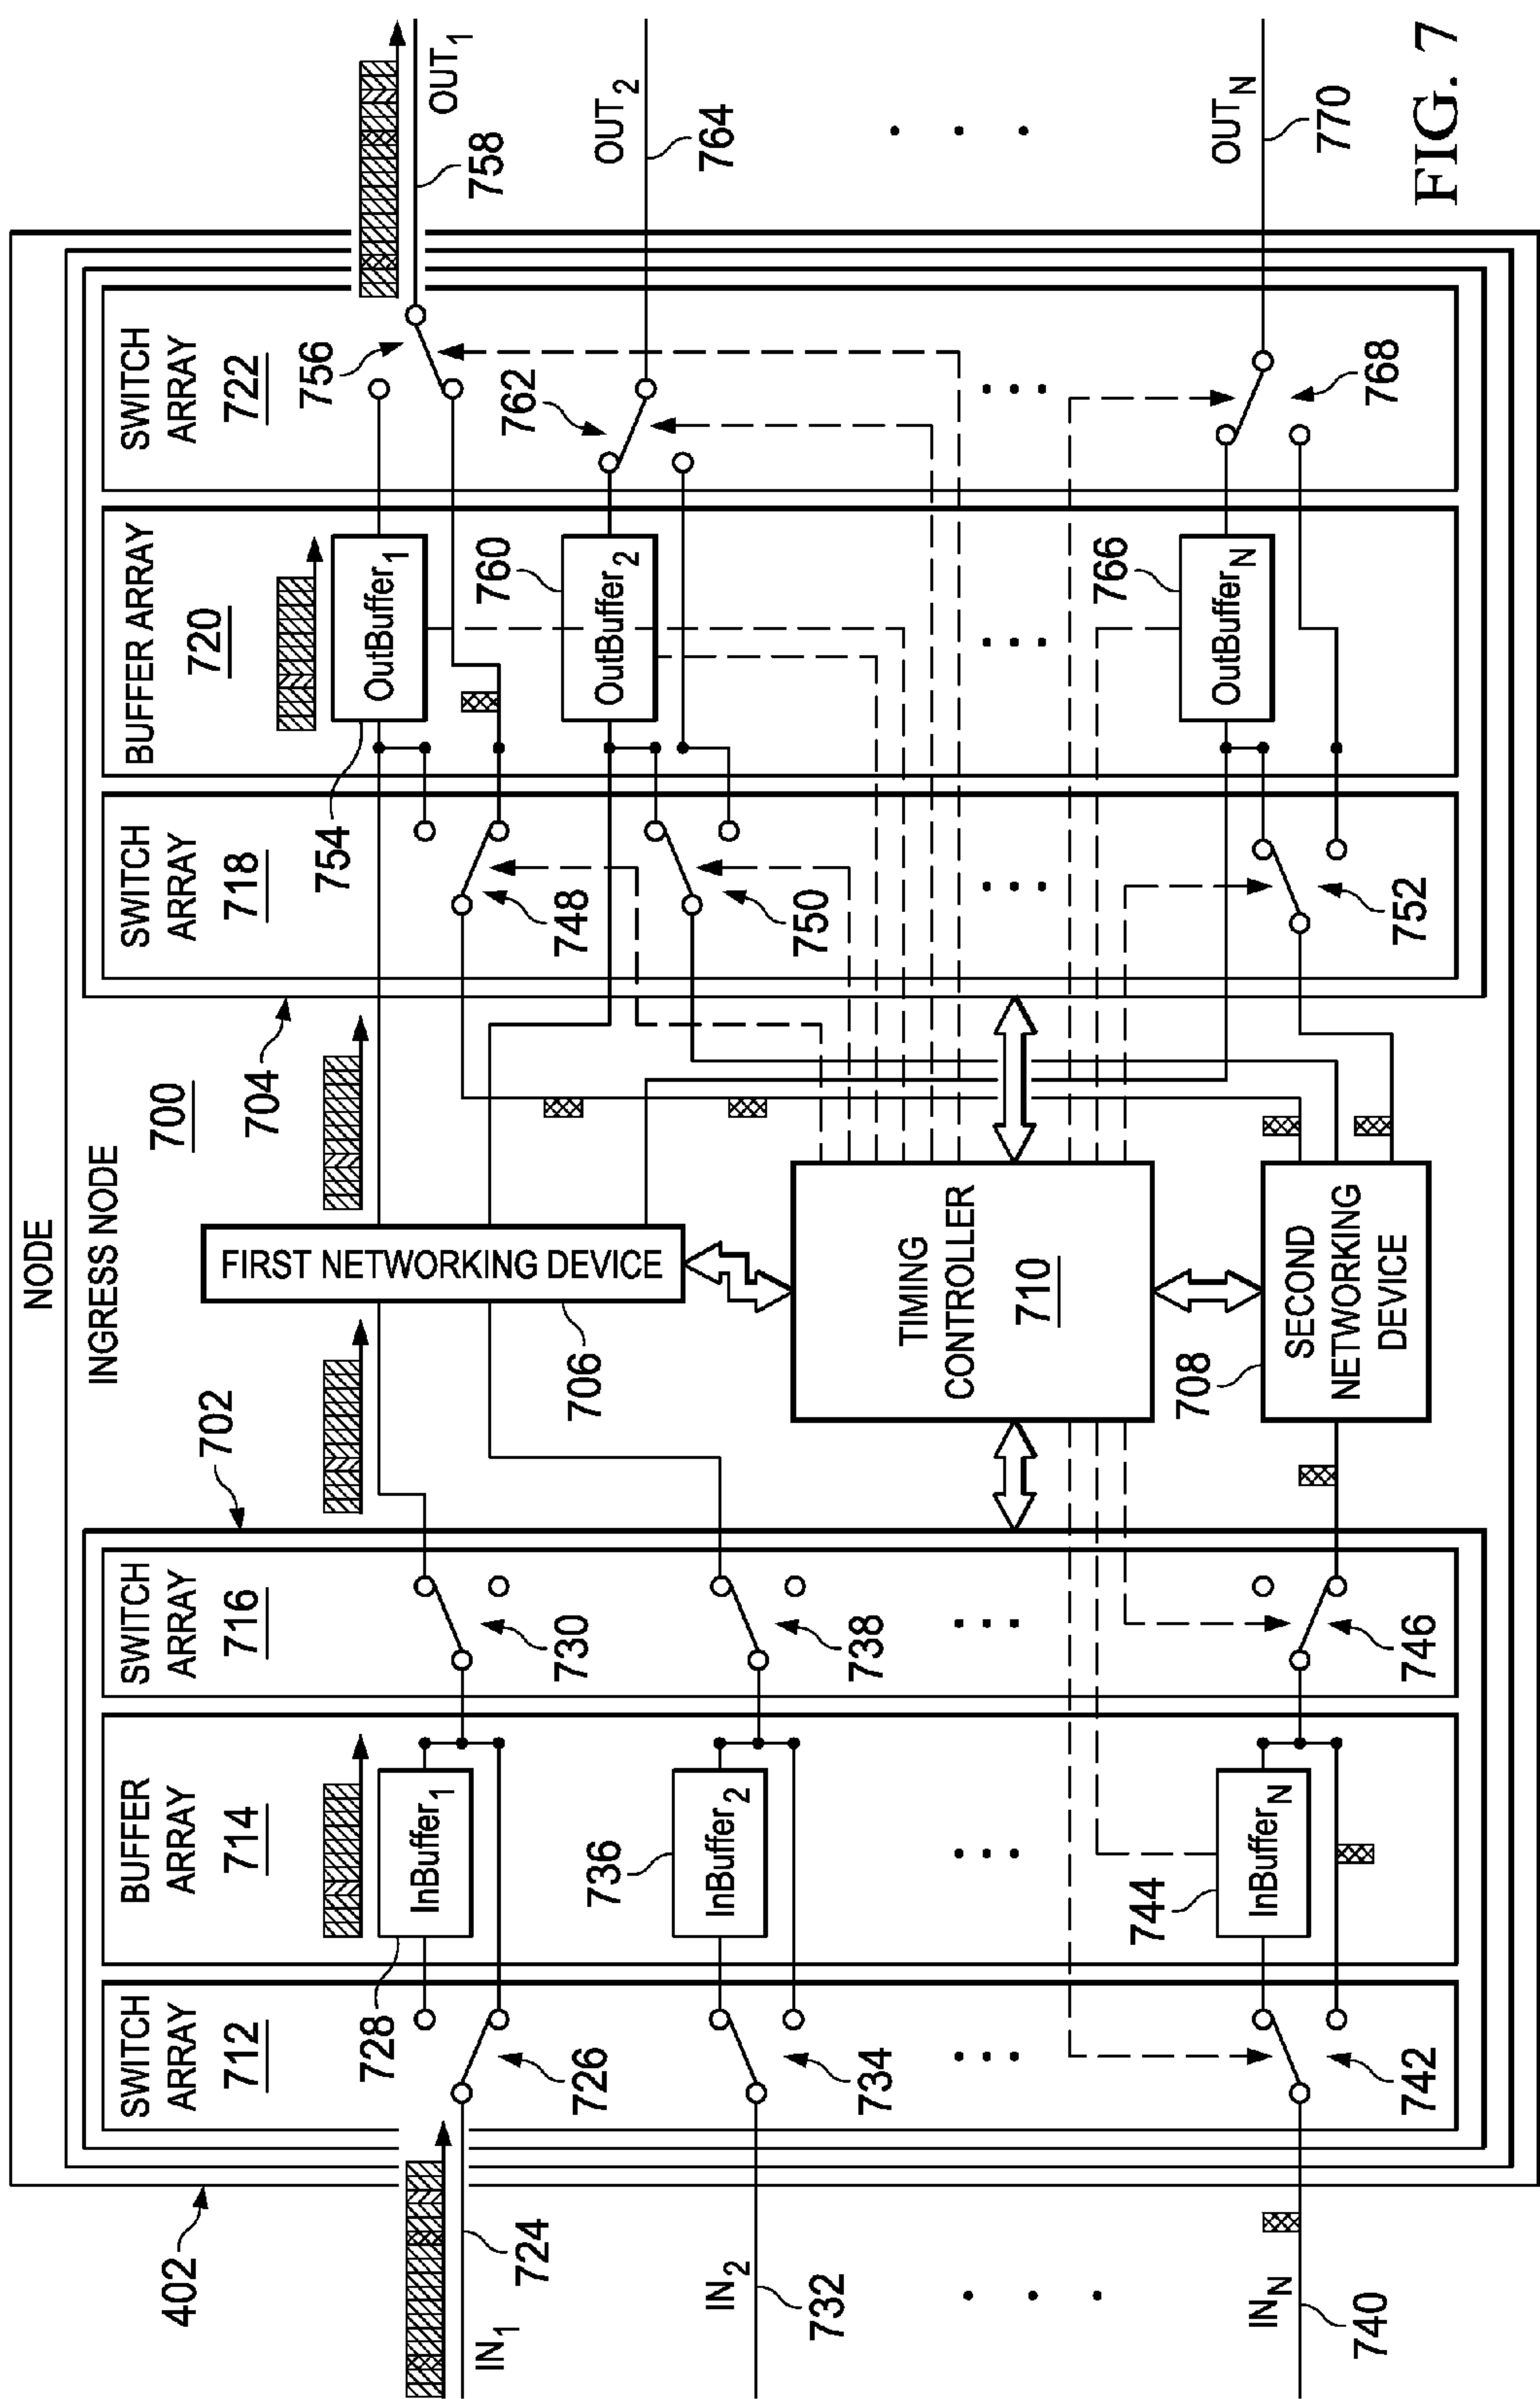 NODE
INGRESS NODE
700
402
702
704
SWITCH
ARRAY
712
BUFFER
ARRAY
714
SWITCH
ARRAY
716
SWITCH
ARRAY
718
BUFFER ARRAY
720
SWITCH
ARRAY
722
IN1
724
726
728
InBuffer1
730
FIRST NETWORKING DEVICE
706
748
754
OutBuffer1
756
758
OUT1
IN2
732
734
736
InBuffer2
738
TIMING
CONTROLLER
710
750
760
OutBuffer2
762
764
OUT2
INN
740
742
744
InBufferN
746
708
SECOND
NETWORKING
DEVICE
752
766
OutBufferN
768
770
OUTN
FIG. 7